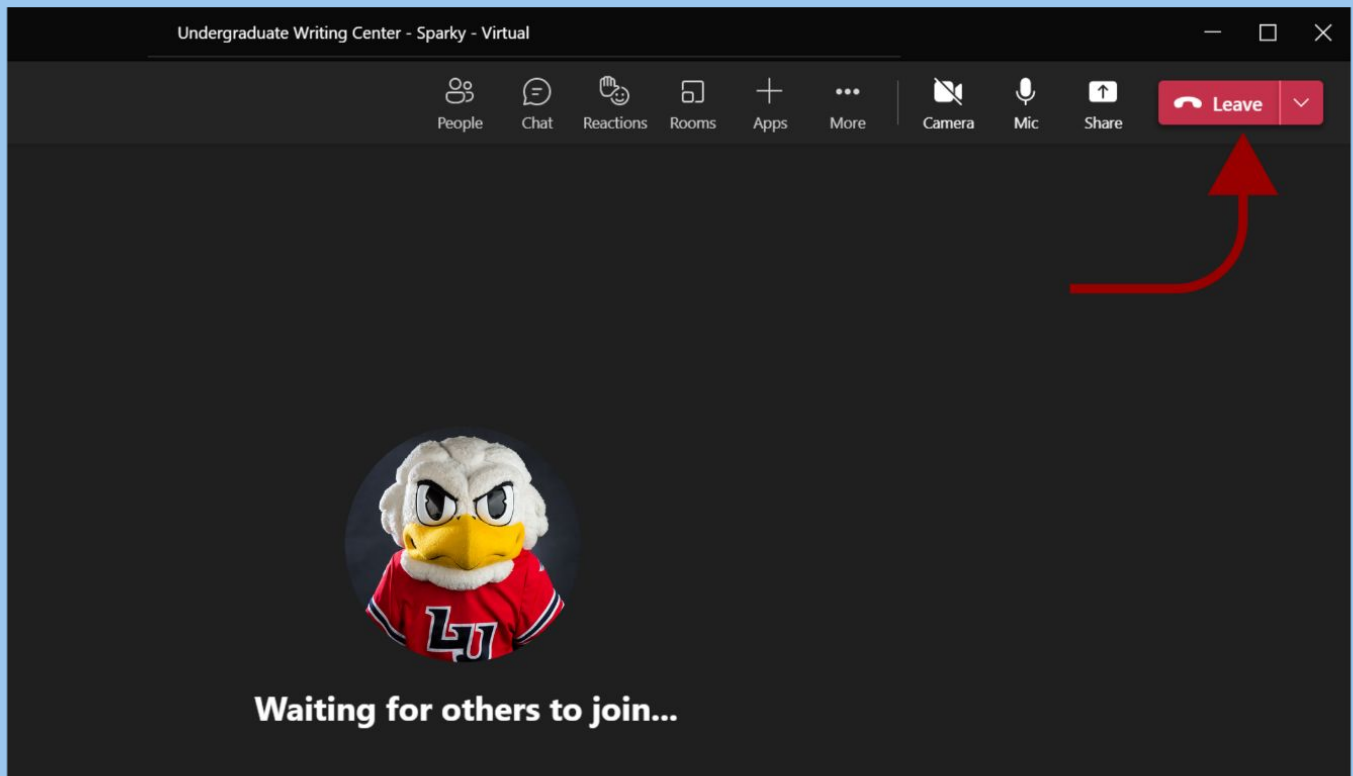 Undergraduate Writing Center - Sparky - Virtual
People Chat Reactions Rooms Apps More Camera Mic Share Leave
LU
Waiting for others to join...